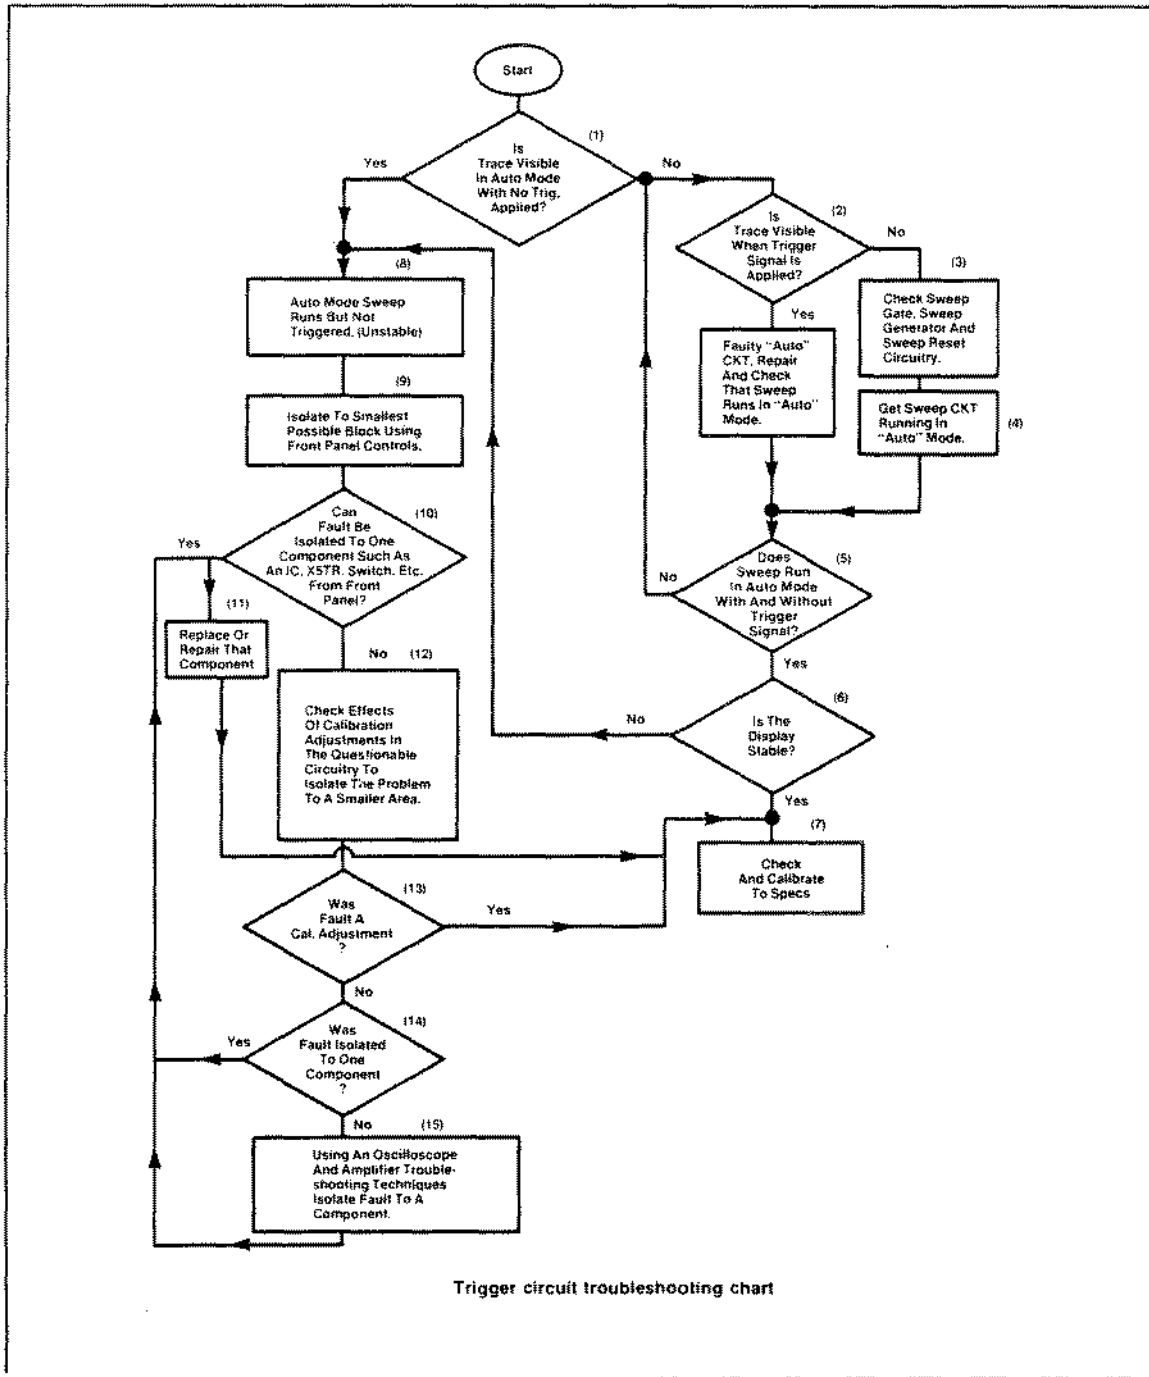 Start
(1)
Is
Trace Visible
In Auto Mode
With No Trig.
Applied?
Yes
No
(2)
Is
Trace Visible
When Trigger
Signal Is
Applied?
No
Yes
(3)
Check Sweep
Gate, Sweep
Generator And
Sweep Reset
Circuitry.
Faulty "Auto"
CKT, Repair
And Check
That Sweep
Runs In "Auto"
Mode.
Get Sweep CKT
Running In
"Auto" Mode.
(4)
(5)
Does
Sweep Run
In Auto Mode
With And Without
Trigger
Signal?
No
Yes
(6)
Is The
Display
Stable?
No
Yes
(7)
Check
And Calibrate
To Specs
(8)
Auto Mode Sweep
Runs But Not
Triggered. (Unstable)
(9)
Isolate To Smallest
Possible Block Using
Front Panel Controls.
(10)
Can
Fault Be
Isolated To One
Component Such As
An IC, XSTR, Switch, Etc.
From Front
Panel?
Yes
(11)
Replace Or
Repair That
Component
No
(12)
Check Effects
Of Calibration
Adjustments In
The Questionable
Circuitry To
Isolate The Problem
To A Smaller Area.
(13)
Was
Fault A
Cal. Adjustment
?
Yes
No
(14)
Was
Fault Isolated
To One
Component
?
Yes
No
(15)
Using An Oscilloscope
And Amplifier Trouble-
shooting Techniques
Isolate Fault To A
Component.
Trigger circuit troubleshooting chart